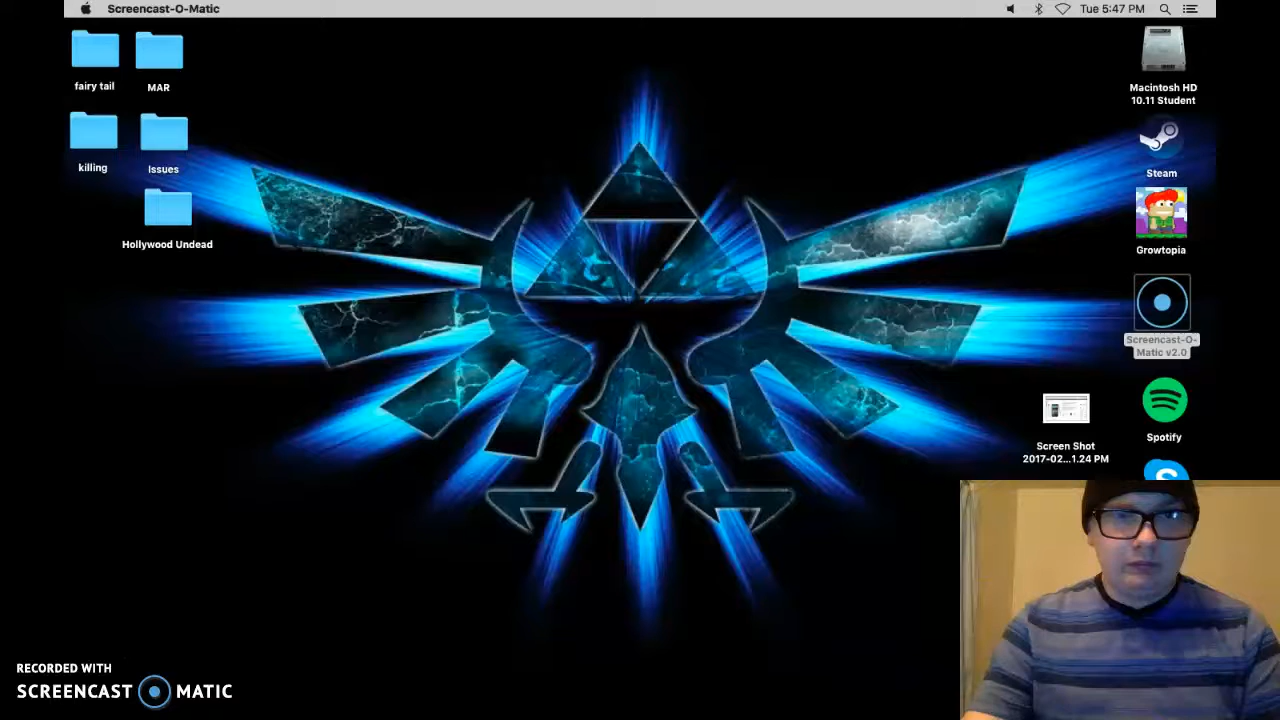 Screencast-O-Matic
Tue 5:47 PM
fairy tail
MAR
killing
Issues
Hollywood Undead
Macintosh HD
10.11 Student
Steam
Growtopia
Screencast-O-
Matic v2.0
Spotify
Screen Shot
2017-02...1.24 PM
RECORDED WITH
SCREENCAST MATIC